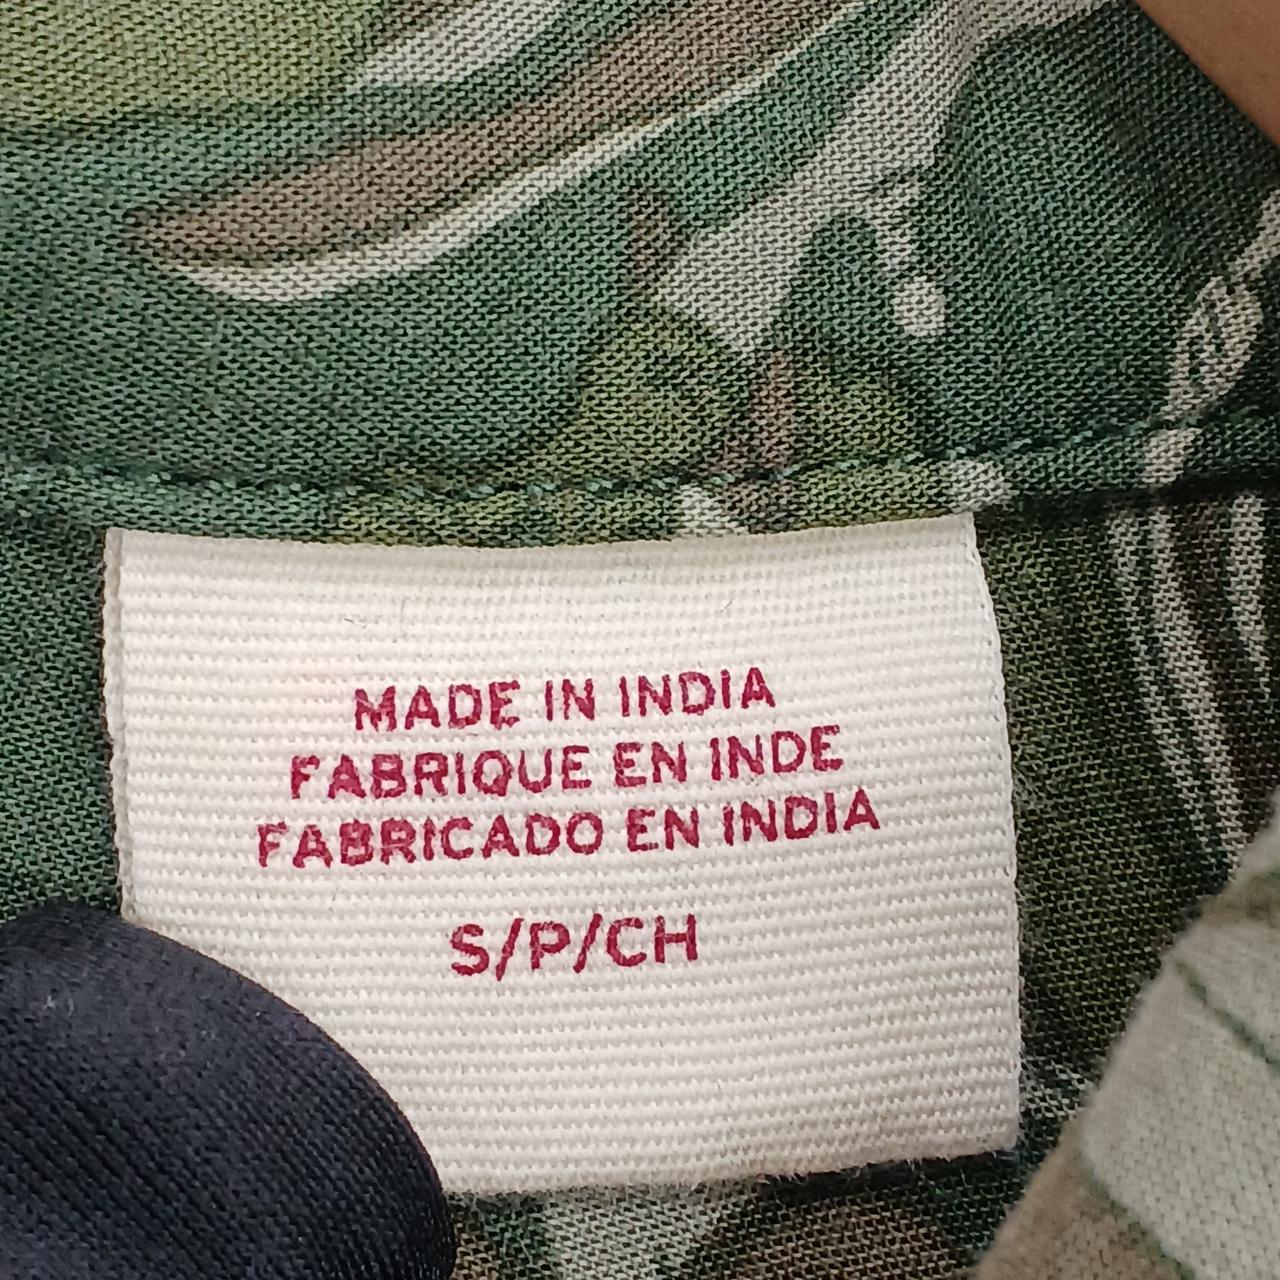 MADE IN INDIA
FABRIQUE EN INDE
FABRICADO EN INDIA
S/P/CH